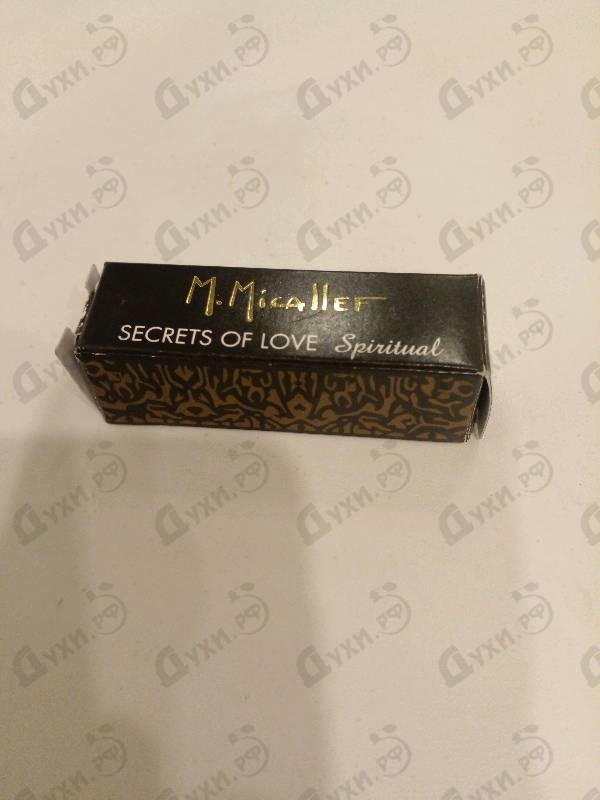 M. Micallef
SECRETS OF LOVE Spiritual
Духи.рф